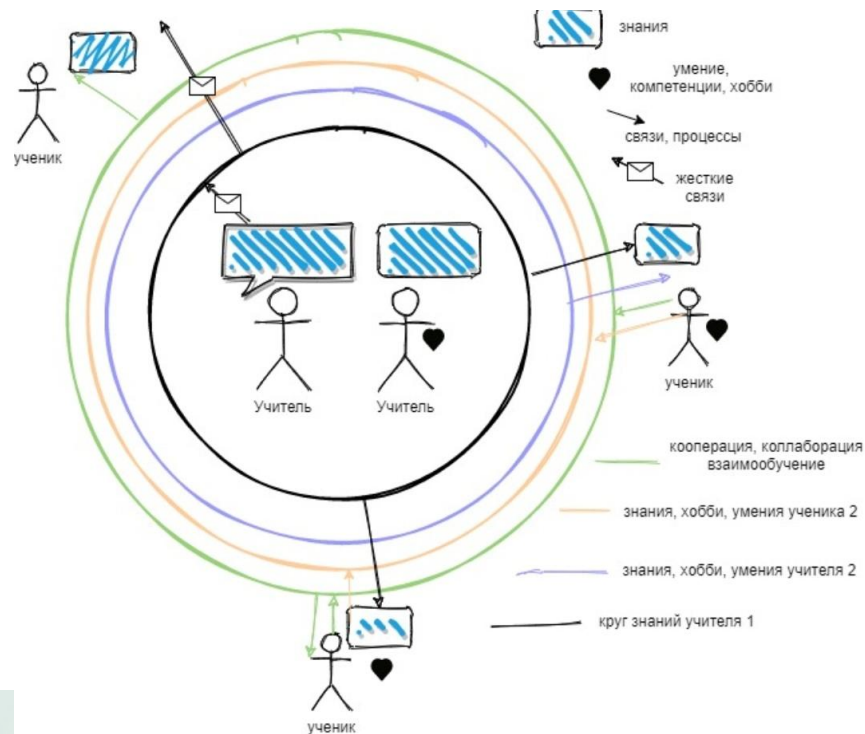 знания
умение,
компетенции, хобби
связи, процессы
жесткие
связи
ученик
Учитель
Учитель
ученик
кооперация, коллаборация
взаимообучение
знания, хобби, умения ученика 2
знания, хобби, умения учителя 2
круг знаний учителя 1
ученик